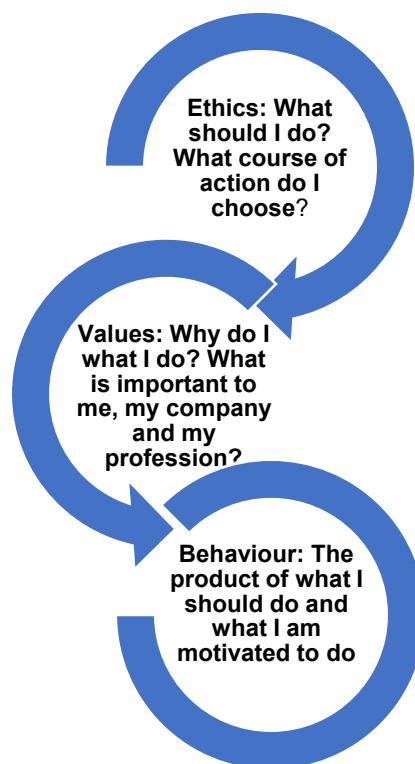 Ethics: What
should I do?
What course of
action do I
choose?
Values: Why do I
what I do? What
is important to
me, my company
and my
profession?
Behaviour: The
product of what I
should do and
what I am
motivated to do